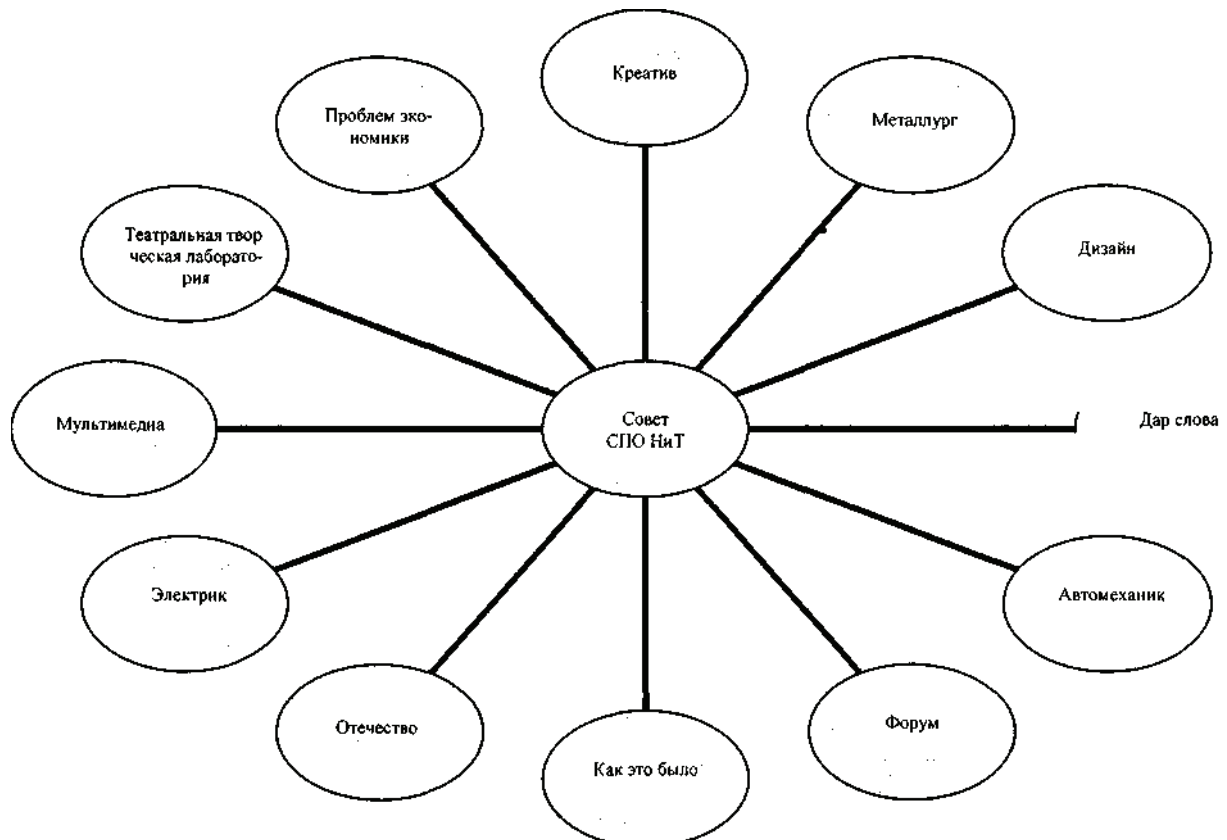 Креатив
Проблем эко-
номики
Металлург
Театральная твор
ческая лаборато-
рия
Дизайн
Мультимедиа
Совет
СПО НиТ
Дар слова
Электрик
Автомеханик
Отечество
Форум
Как это было